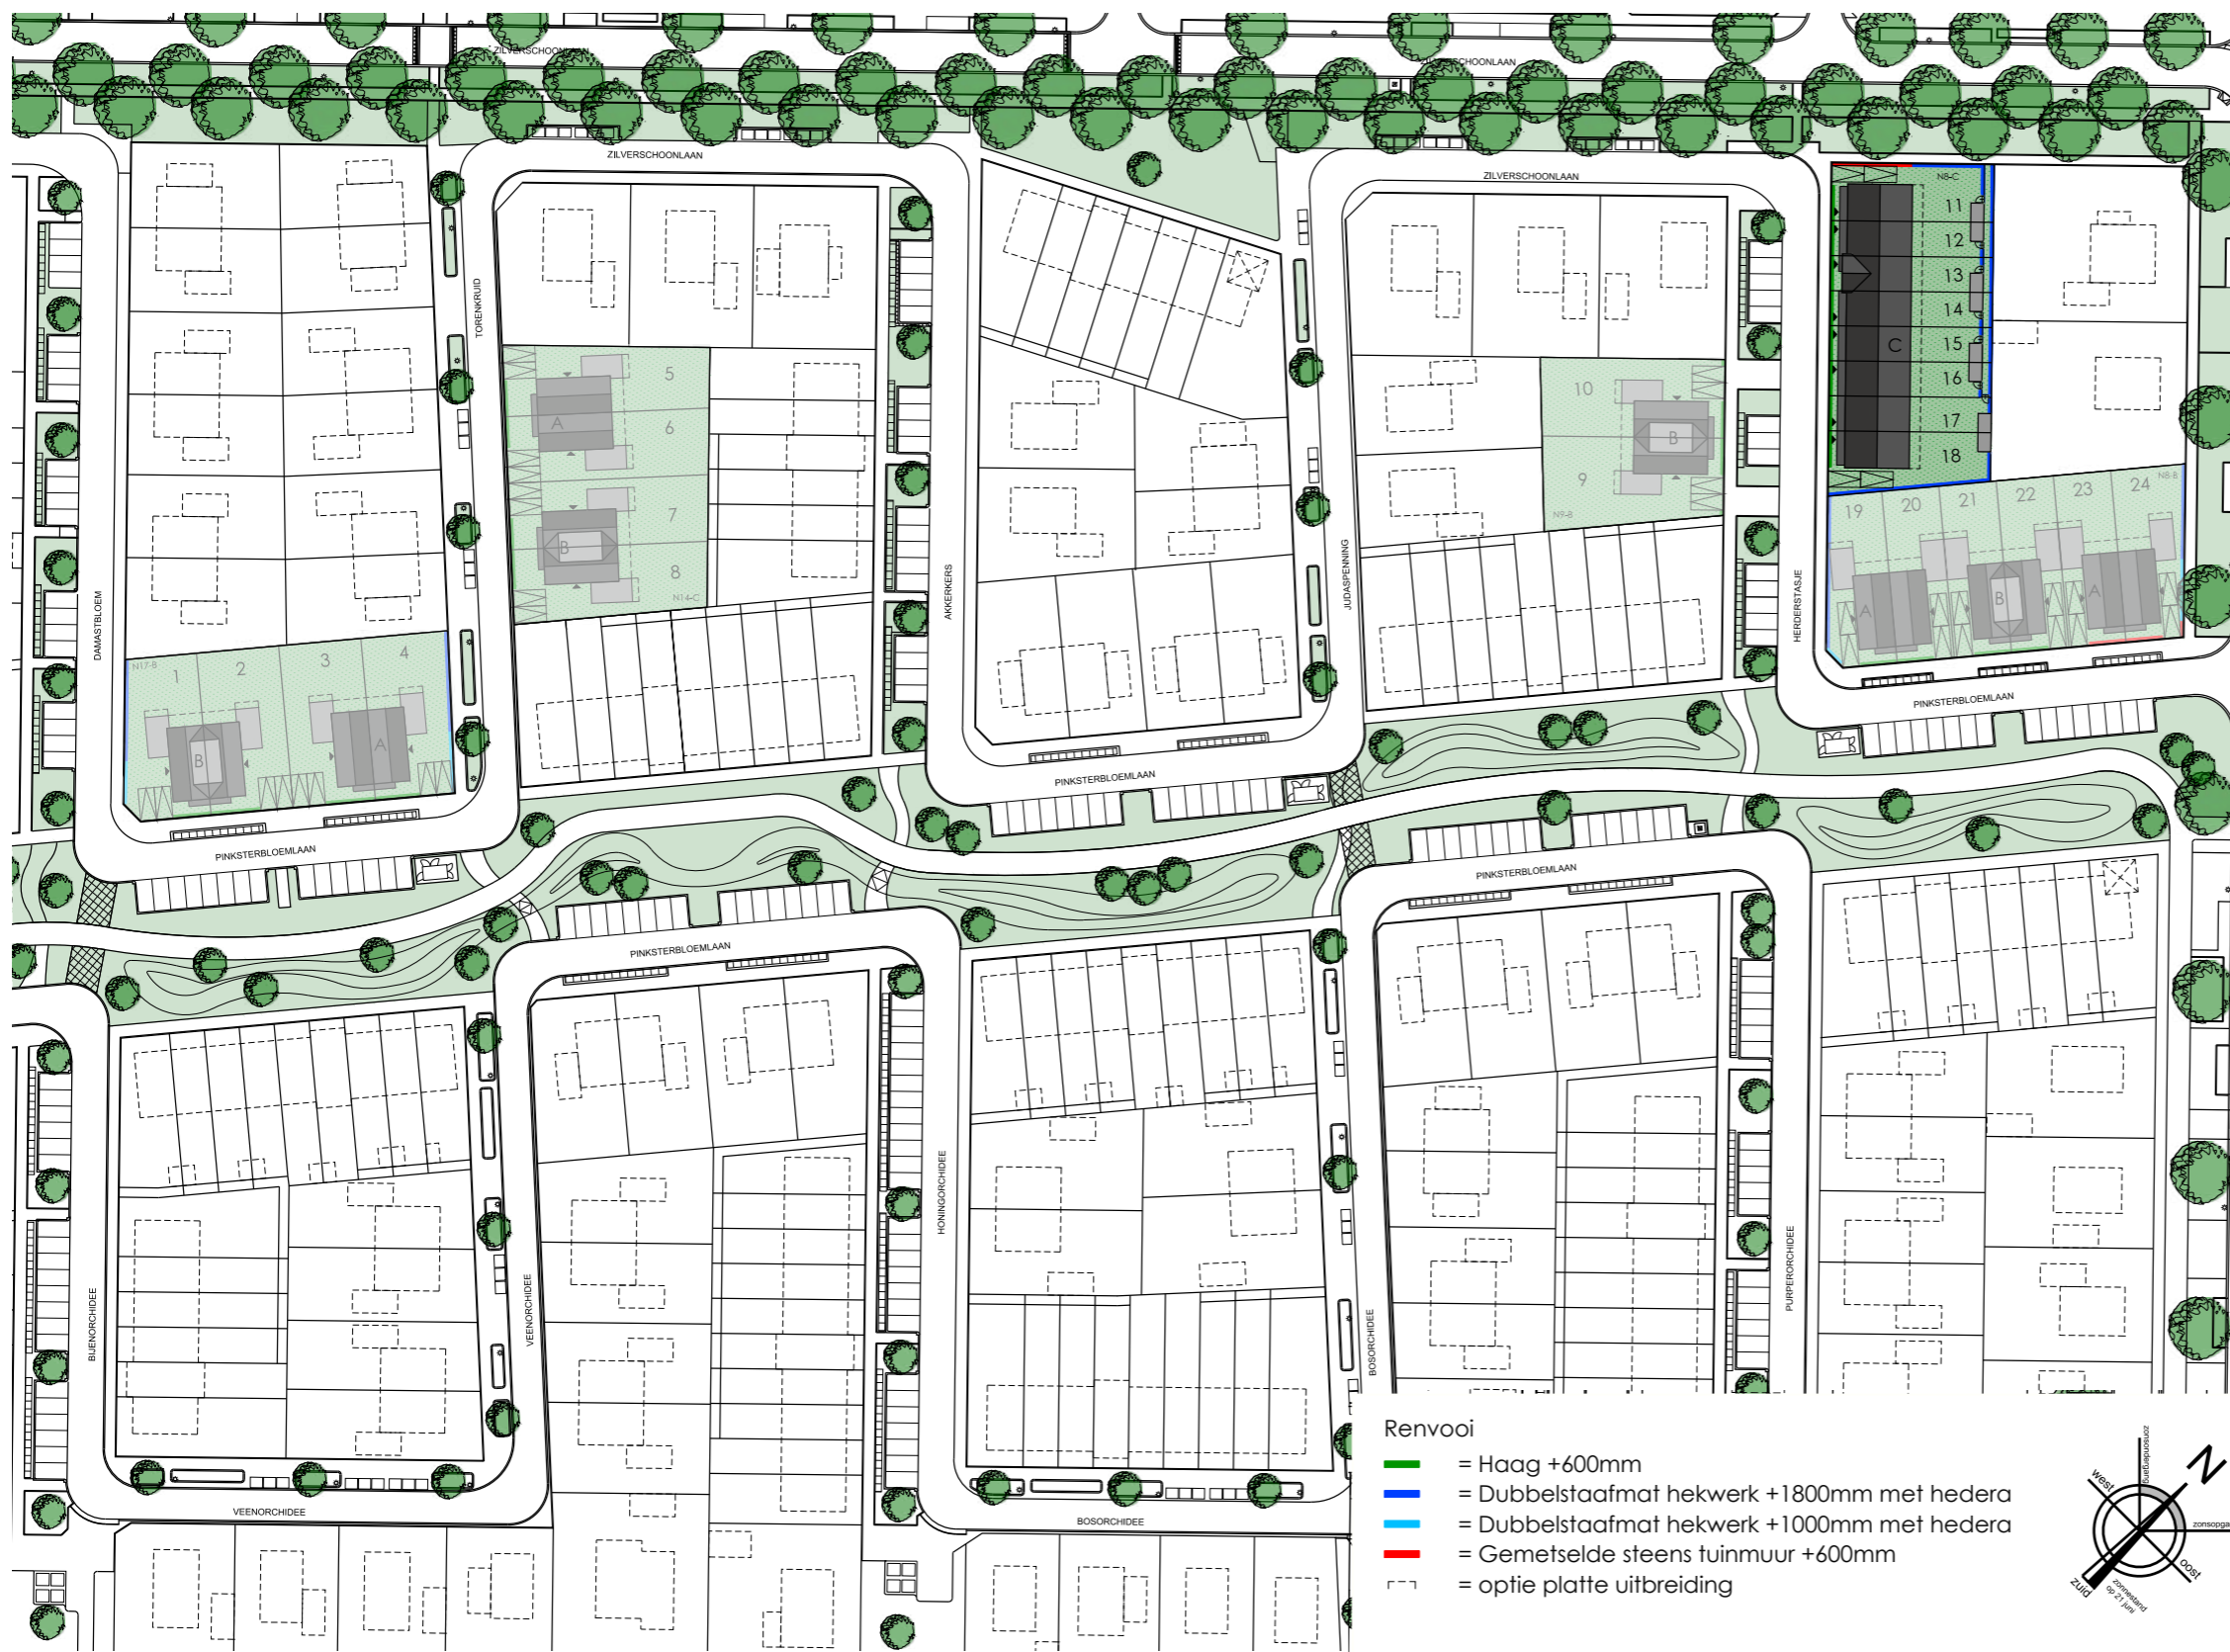 ZILVERSCHOONLAAN
ZILVERSCHOONLAAN
ZILVERSCHOONLAAN
ZILVERSCHOONLAAN
N8-C
11
12
13
14
15
16
17
18
C
TORENKRUID
5
6
7
8
A
B
N14-C
10
9
B
N9-B
19
20
21
22
23
24
N8-B
A
B
A
DAMASTBLOEM
AKKERKERS
JUDASPENNING
HERDERSTASJE
N17-B
1
2
3
4
B
A
PINKSTERBLOEMLAAN
PINKSTERBLOEMLAAN
PINKSTERBLOEMLAAN
PINKSTERBLOEMLAAN
PINKSTERBLOEMLAAN
BIJENORCHIDEE
VEENORCHIDEE
HONINGORCHIDEE
BOSORCHIDEE
PURPERORCHIDEE
VEENORCHIDEE
BOSORCHIDEE
Renvooi
= Haag +600mm
= Dubbelstaafmat hekwerk +1800mm met hedera
= Dubbelstaafmat hekwerk +1000mm met hedera
= Gemetselde steens tuinmuur +600mm
= optie platte uitbreiding
zonsondergang
N
west
zonsopga
oost
zuid
zonnestand
op 21 juni